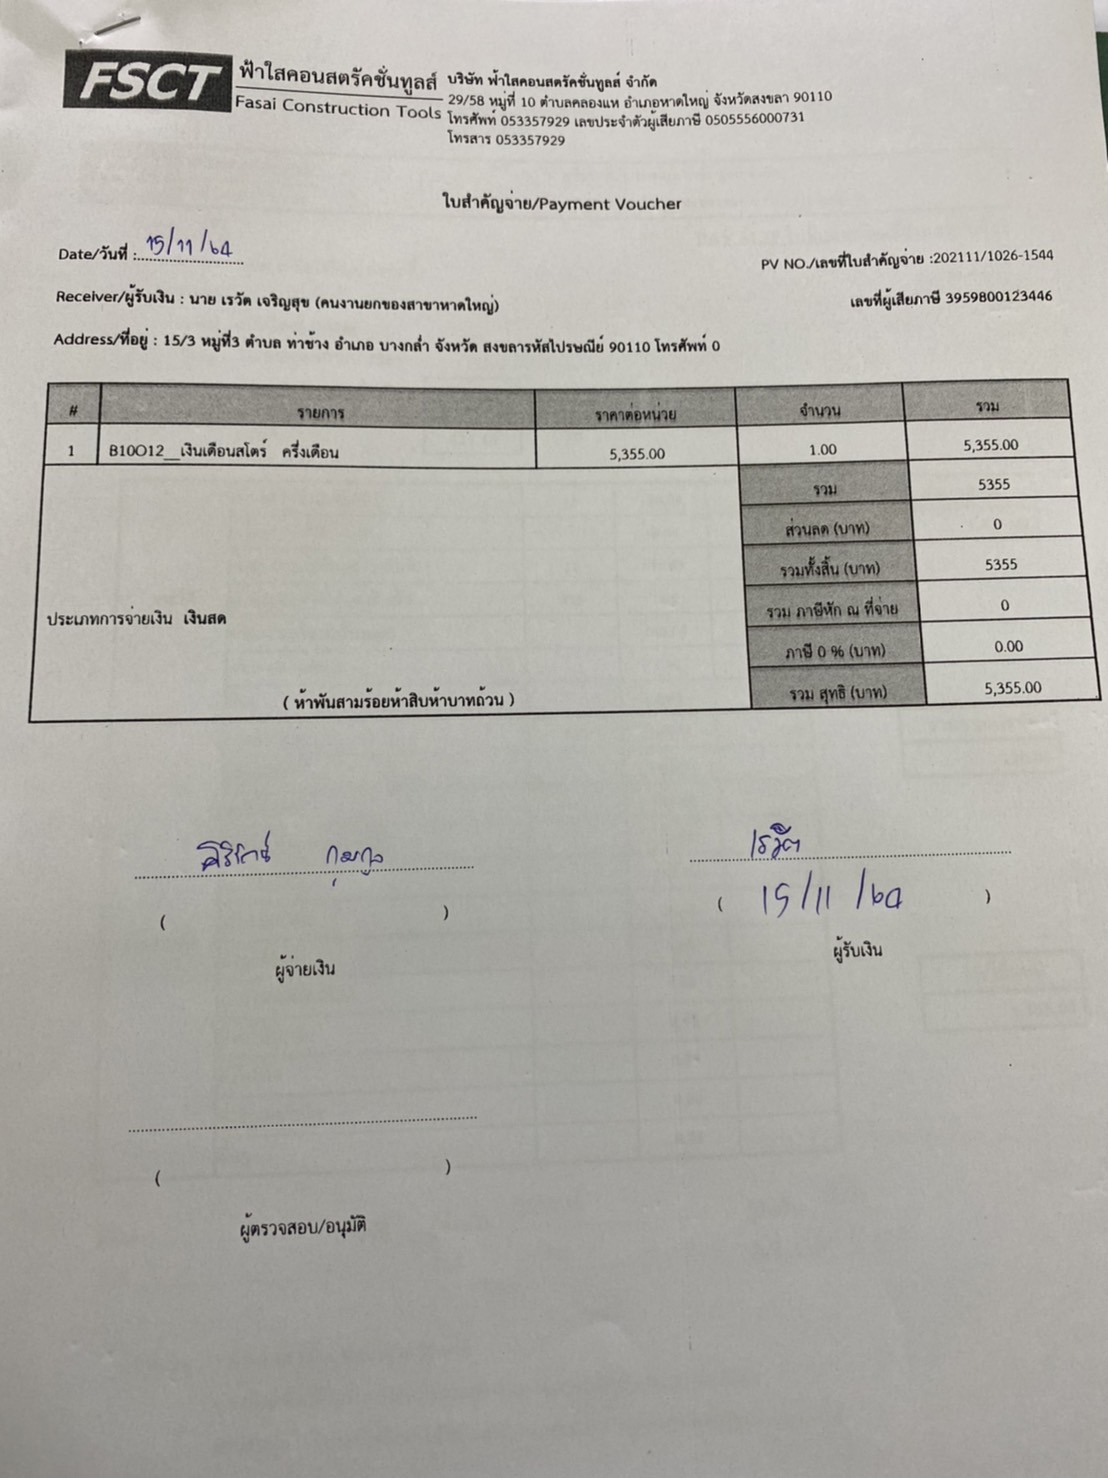 FSCT
ฟ้าใสคอนสตรัคชั่นทูลส์
Fasai Construction Tools
บริษัท ฟ้าใสคอนสตรัคชั่นทูลส์ จำกัด
29/58 หมู่ที่ 10 ตำบลคลองแห อำเภอหาดใหญ่ จังหวัดสงขลา 90110
โทรศัพท์ 053357929 เลขประจำตัวผู้เสียภาษี 0505556000731
โทรสาร 053357929
ใบสำคัญจ่าย/Payment Voucher
Date/วันที่ : 15/11/64
PV NO./เลขที่ใบสำคัญจ่าย :202111/1026-1544
Receiver/ผู้รับเงิน : นาย เรวัต เจริญสุข (คนงานยกของสาขาหาดใหญ่)
เลขที่ผู้เสียภาษี 3959800123446
Address/ที่อยู่ : 15/3 หมู่ที่3 ตำบล ท่าช้าง อำเภอ บางกล่ำ จังหวัด สงขลารหัสไปรษณีย์ 90110 โทรศัพท์ 0
# รายการ ราคาต่อหน่วย จำนวน รวม
1 B10O12__เงินเดือนสโตร์ ครึ่งเดือน 5,355.00 1.00 5,355.00
รวม 5355
ส่วนลด (บาท) 0
รวมทั้งสิ้น (บาท) 5355
ประเภทการจ่ายเงิน เงินสด
รวม ภาษีหัก ณ ที่จ่าย 0
ภาษี 0 % (บาท) 0.00
( ห้าพันสามร้อยห้าสิบห้าบาทถ้วน )
รวม สุทธิ (บาท) 5,355.00
เรวัต
( )
( 15/11/64 )
ผู้จ่ายเงิน
ผู้รับเงิน
( )
ผู้ตรวจสอบ/อนุมัติ